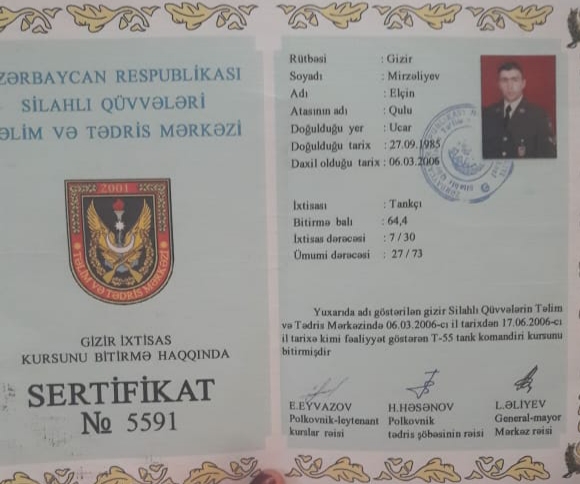 ZƏRBAYCAN RESPUBLİKASI
SİLAHLI QÜVVƏLƏRİ
ƏLİM VƏ TƏDRİS MƏRKƏZİ
2001
TƏLİM VƏ TƏDRİS MƏRKƏZİ
GİZİR İXTİSAS
KURSUNU BİTİRMƏ HAQQINDA
SERTİFİKAT
№ 5591
Rütbəsi : Gizir
Soyadı : Mirzəliyev
Adı : Elçin
Atasının adı : Qulu
Doğulduğu yer : Ucar
Doğulduğu tarix : 27.09.1985
Daxil olduğu tarix : 06.03.2006
İxtisası : Tankçı
Bitirmə balı : 64,4
İxtisas dərəcəsi : 7 / 30
Ümumi dərəcəsi : 27 / 73
Yuxarıda adı göstərilən gizir Silahlı Qüvvələrin Təlim
və Tədris Mərkəzində 06.03.2006-cı il tarixdən 17.06.2006-cı
il tarixə kimi fəaliyət göstərən T-55 tank komandiri kursunu
bitirmişdir
E.EYVAZOV
Polkovnik-leytenant
kurslar rəisi
H.HƏSƏNOV
Polkovnik
tədris şöbəsinin rəisi
L.ƏLİYEV
General-mayor
Mərkəz rəisi